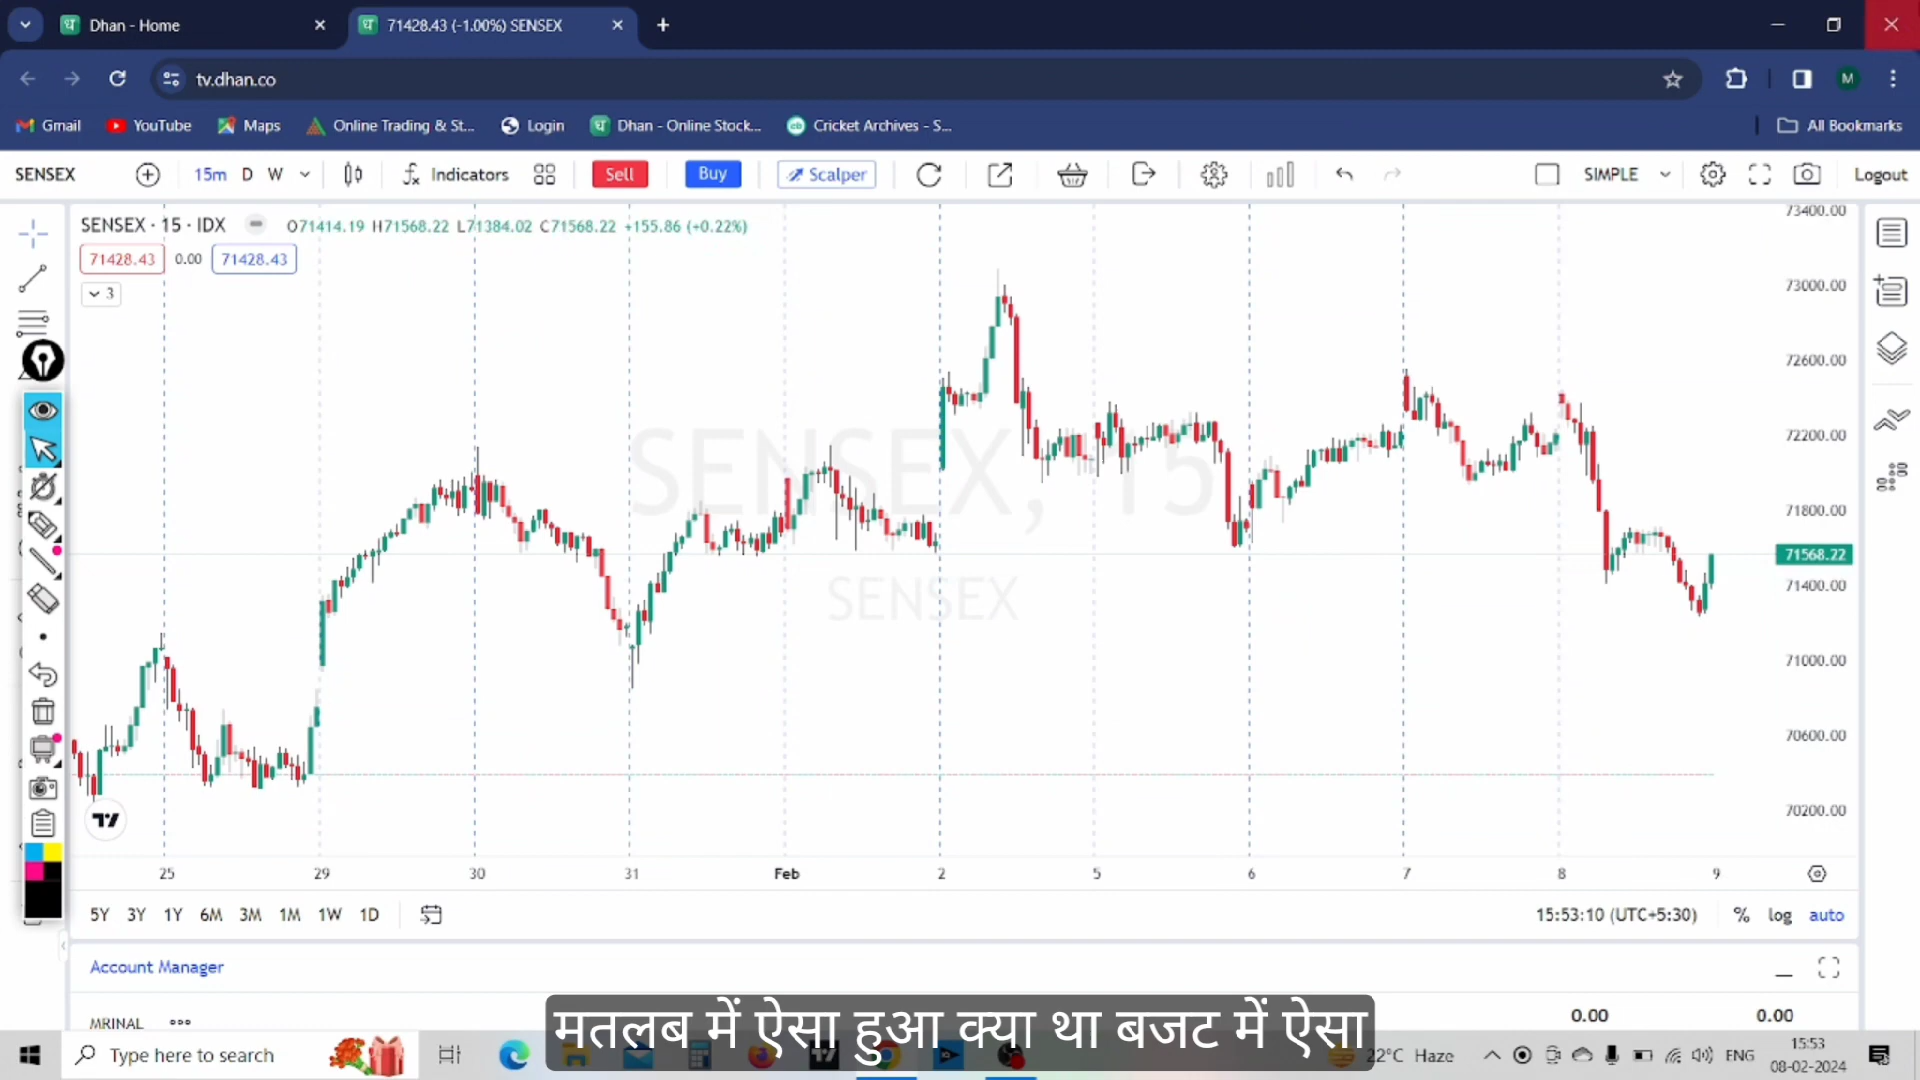 Dhan - Home
71428.43 (-1.00%) SENSEX
tv.dhan.co
M
Gmail
YouTube
Maps
Online Trading & St...
Login
Dhan - Online Stock...
Cricket Archives - S...
All Bookmarks
SENSEX
15m D W
Indicators
Sell
Buy
Scalper
SIMPLE
Logout
SENSEX · 15 · IDX
O71414.19 H71568.22 L71384.02 C71568.22 +155.86 (+0.22%)
71428.43 0.00 71428.43
3
SENSEX, 15
SENSEX
73400.00
73000.00
72600.00
72200.00
71800.00
71568.22
71400.00
71000.00
70600.00
70200.00
25 29 30 31 Feb 2 5 6 7 8 9
5Y 3Y 1Y 6M 3M 1M 1W 1D
15:53:10 (UTC+5:30) % log auto
Account Manager
MRINAL
0.00 0.00
मतलब में ऐसा हुआ क्या था बजट में ऐसा
Type here to search
22°C Haze
ENG
15:53
08-02-2024